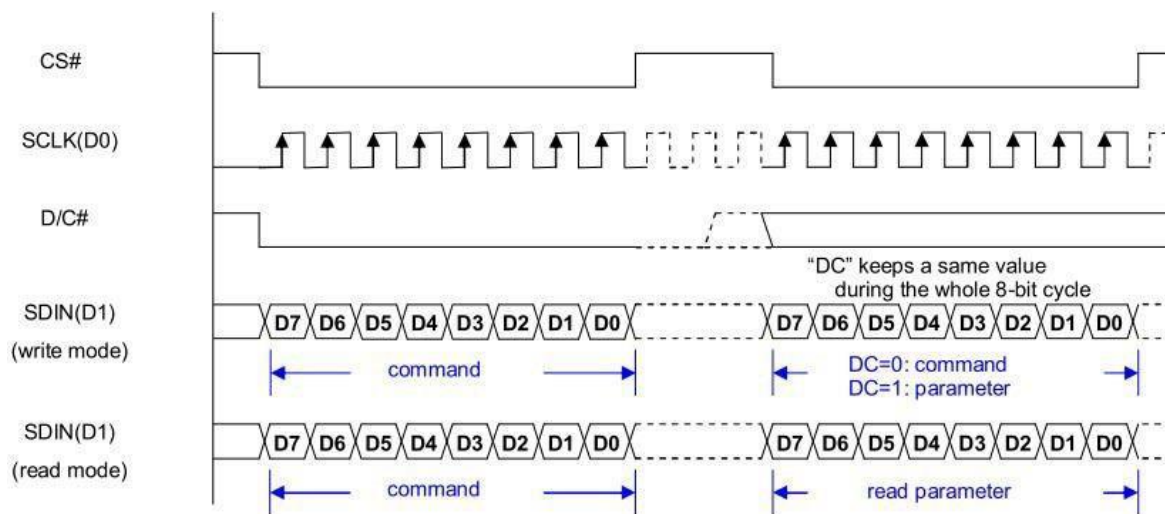 CS#
SCLK(D0)
D/C#
“DC” keeps a same value
during the whole 8-bit cycle
SDIN(D1)
(write mode)
D7 D6 D5 D4 D3 D2 D1 D0 D7 D6 D5 D4 D3 D2 D1 D0
command DC=0: command
DC=1: parameter
SDIN(D1)
(read mode)
D7 D6 D5 D4 D3 D2 D1 D0 D7 D6 D5 D4 D3 D2 D1 D0
command read parameter